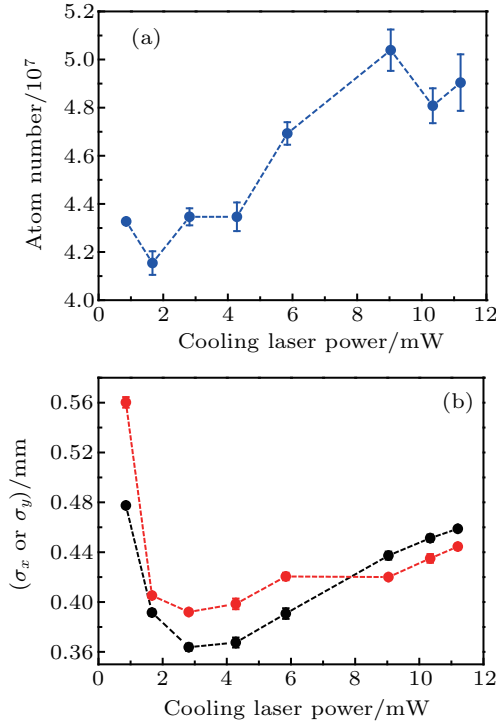 (a)
Atom number/10⁷
5.2
5.0
4.8
4.6
4.4
4.2
4.0
0 2 4 6 8 10 12
Cooling laser power/mW
(b)
(σₓ or σᵧ)/mm
0.56
0.52
0.48
0.44
0.40
0.36
0 2 4 6 8 10 12
Cooling laser power/mW